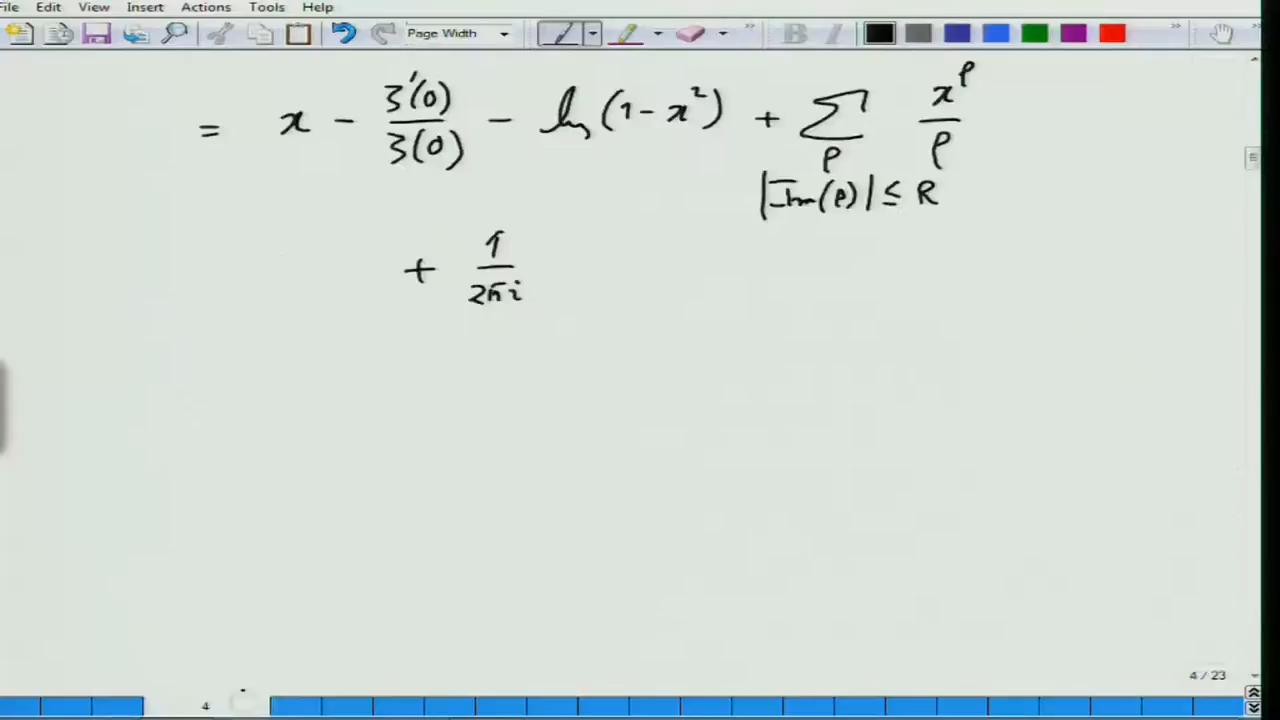 File Edit View Insert Actions Tools Help
Page Width
B I
= x - ζ'(0)/ζ(0) - ln(1-x²) + Σ_ρ x^ρ/ρ
|Im(ρ)| ≤ R
+ 1/2πi
4 / 23
4